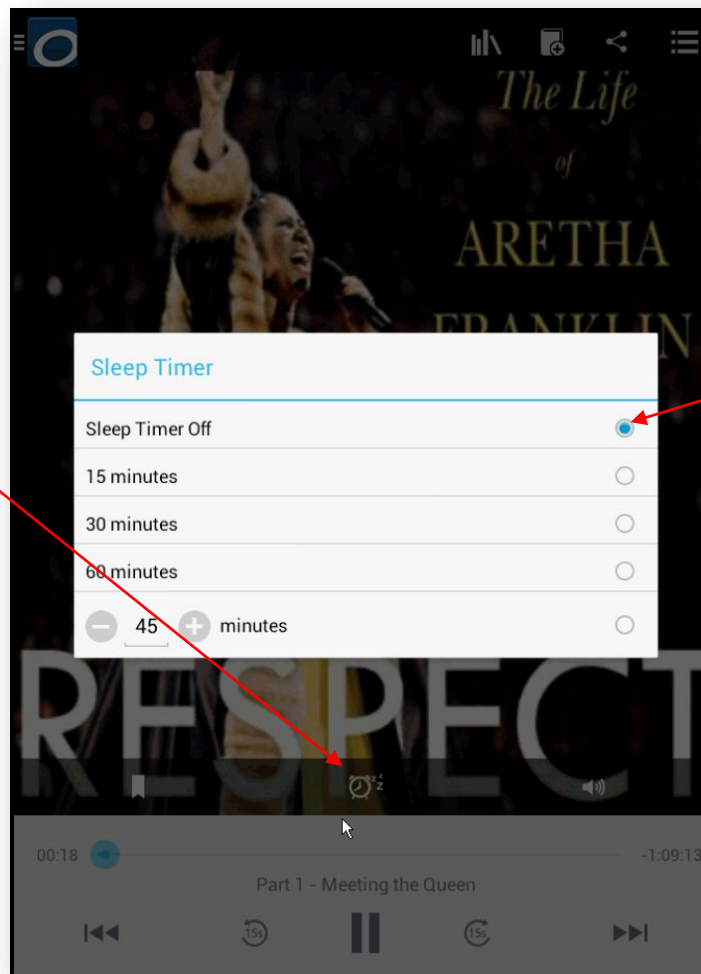 The Life
of
ARETHA
FRANKLIN
Sleep Timer
Sleep Timer Off
15 minutes
30 minutes
60 minutes
45 minutes
RESPECT
zzz
00:18
-1:09:13
Part 1 - Meeting the Queen
15s
15s